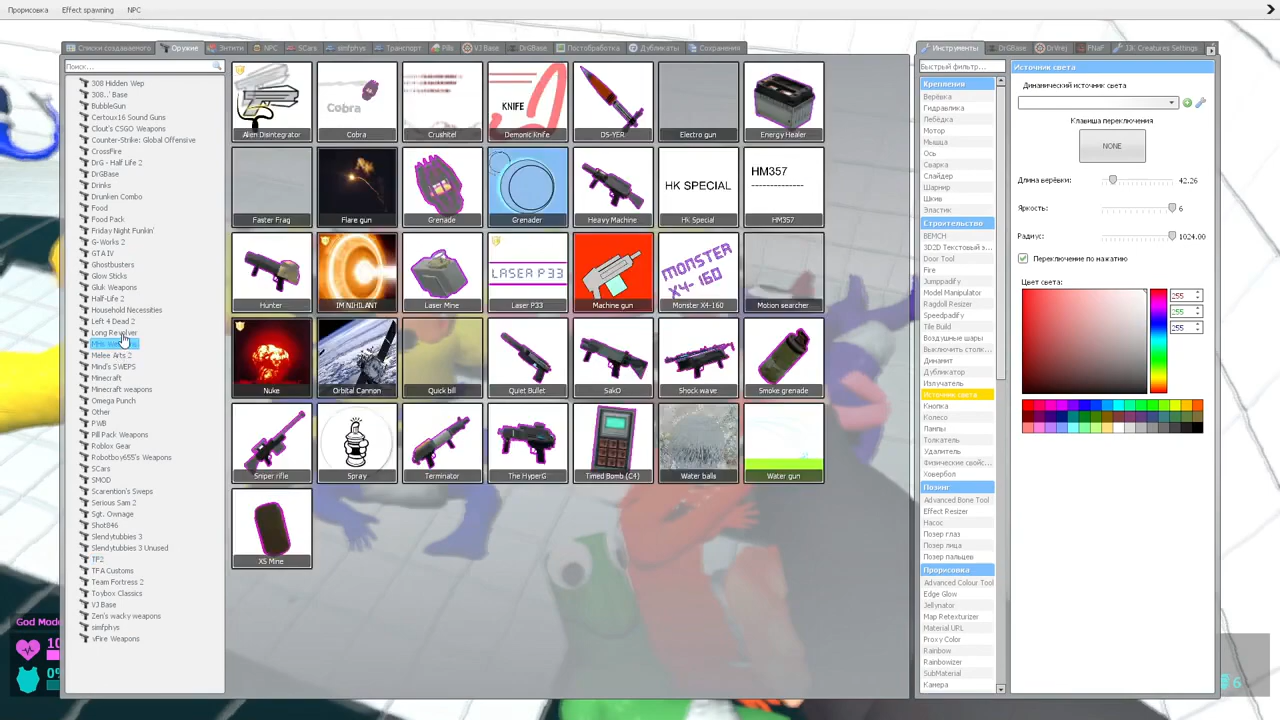 Прорисовка Effect spawning NPC
Списки создаваемого Оружие Энтити NPC SCars simfphys Транспорт Pills VJ Base DrGBase Постобработка Дубликаты Сохранения
Поиск...
308 Hidden Wep
308..' Base
BubbleGun
Certoux16 Sound Guns
Clout's CSGO Weapons
Counter-Strike: Global Offensive
CrossFire
DrG - Half Life 2
DrGBase
Drinks
Drunken Combo
Food
Food Pack
Friday Night Funkin'
G-Works 2
GTA IV
Ghostbusters
Glow Sticks
Gluk Weapons
Half-Life 2
Household Necessities
Left 4 Dead 2
Long Revolver
Melee Arts 2
Mind's SWEPS
Minecraft
Minecraft weapons
Omega Punch
Other
PWB
Pill Pack Weapons
Roblox Gear
Robotboy655's Weapons
SCars
SMOD
Scarention's Sweps
Serious Sam 2
Sgt. Ownage
Shot846
Slendytubbies 3
Slendytubbies 3 Unused
TF2
TFA Customs
Team Fortress 2
Toybox Classics
VJ Base
Zen's wacky weapons
simfphys
vFire Weapons
Alien Disintegrator
Cobra
Cobra
Crushitel
KNIFE
Demonic Knife
DS-YER
Electro gun
Energy Healer
Faster Frag
Flare gun
Grenade
Grenader
Heavy Machine
HK SPECIAL
HK Special
HM357
HM357
Hunter
IM NIHILANT
Laser Mine
LASER P33
Laser P33
Machine gun
MONSTER
X4-160
Monster X4-160
Motion searcher
Nuke
Orbital Cannon
Quick bill
Quiet Bullet
SakO
Shock wave
Smoke grenade
Sniper rifle
Spray
Terminator
The HyperG
Timed Bomb (C4)
Water balls
Water gun
XS Mine
God Mode
Инструменты DrGBase DrVrej FNaF IJK Creatures Settings
Быстрый фильтр...
Крепления
Верёвка
Гидравлика
Лебёдка
Мотор
Мышца
Ось
Сварка
Слайдер
Шарнир
Шкив
Эластик
Строительство
BEMCH
3D2D Текстовый э...
Door Tool
Fire
Jumppadify
Model Manipulator
Ragdoll Resizer
Speedpadify
Tile Build
Воздушные шары
Выключить столк...
Динамит
Дубликатор
Излучатель
Источник света
Кнопка
Колесо
Лампы
Толкатель
Удалитель
Физические свойс...
Ховербол
Позинг
Advanced Bone Tool
Effect Resizer
Насос
Позер глаз
Позер лица
Позер пальцев
Прорисовка
Advanced Colour Tool
Edge Glow
Jellynator
Map Retexturizer
Material URL
Proxy Color
Rainbow
Rainbowizer
SubMaterial
Камера
Источник света
Динамический источник света
Клавиша переключения
NONE
Длина верёвки: 42.26
Яркость: 6
Радиус: 1024.00
Переключение по нажатию
Цвет света:
255
255
255
6